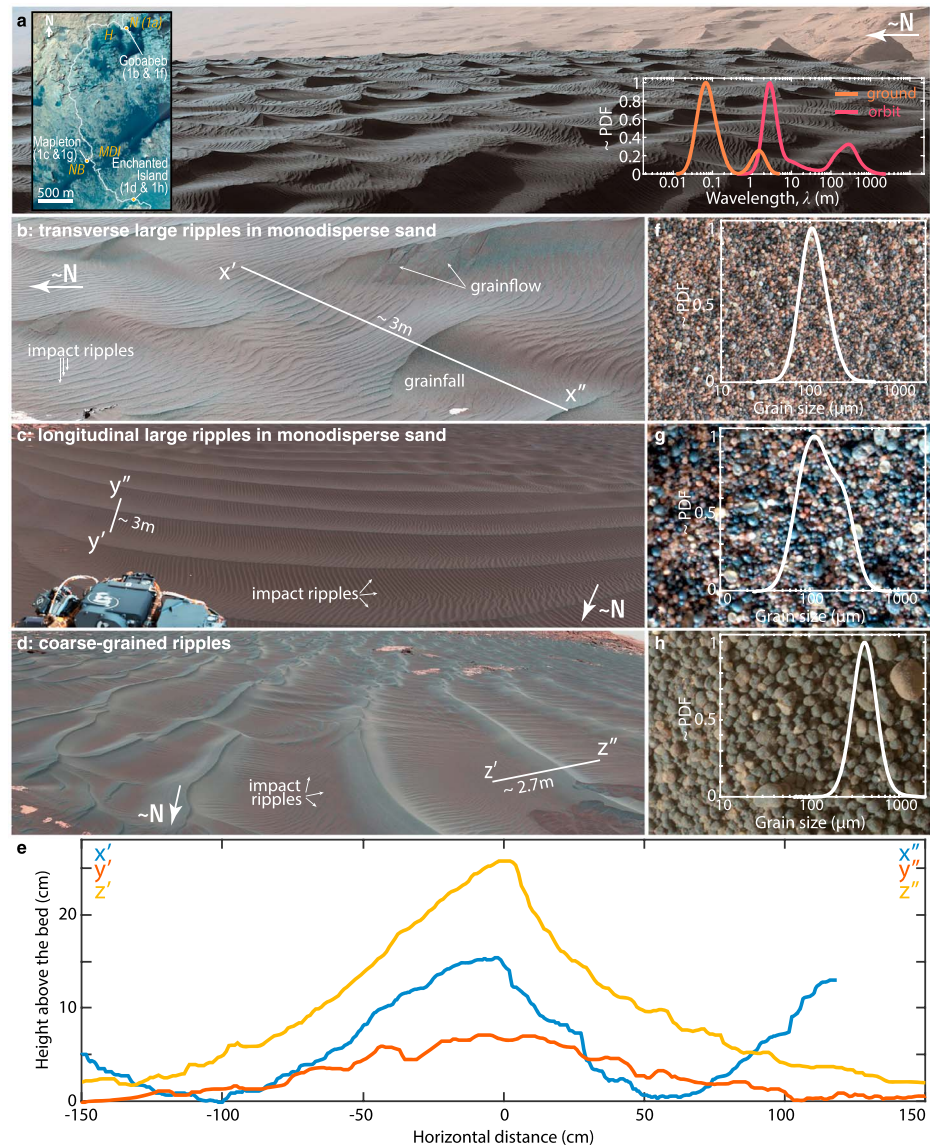 a
N
N (1a)
H
Gobabeb
(1b & 1f)
Mapleton
(1c & 1g)
MD
NB
Enchanted
Island
(1d & 1h)
500 m
~N
~ PDF
1
0.8
0.6
0.4
0.2
0
ground
orbit
0.01 0.1 1 10 100 1000
Wavelength, λ (m)
b: transverse large ripples in monodisperse sand
~N
x′
grainflow
~ 3m
impact ripples
grainfall
x″
f
~ PDF
1
0.5
0
10 100 1000
Grain size (μm)
c: longitudinal large ripples in monodisperse sand
y″
~ 3m
y′
impact ripples
~N
g
~ PDF
1
0.5
0
10 100 1000
Grain size (μm)
d: coarse-grained ripples
z″
z′
~ 2.7m
impact
ripples
~N
h
~ PDF
1
0.5
0
10 100 1000
Grain size (μm)
e
x′ x″
y′ y″
z′ z″
Height above the bed (cm)
20
10
0
-150 -100 -50 0 50 100 150
Horizontal distance (cm)